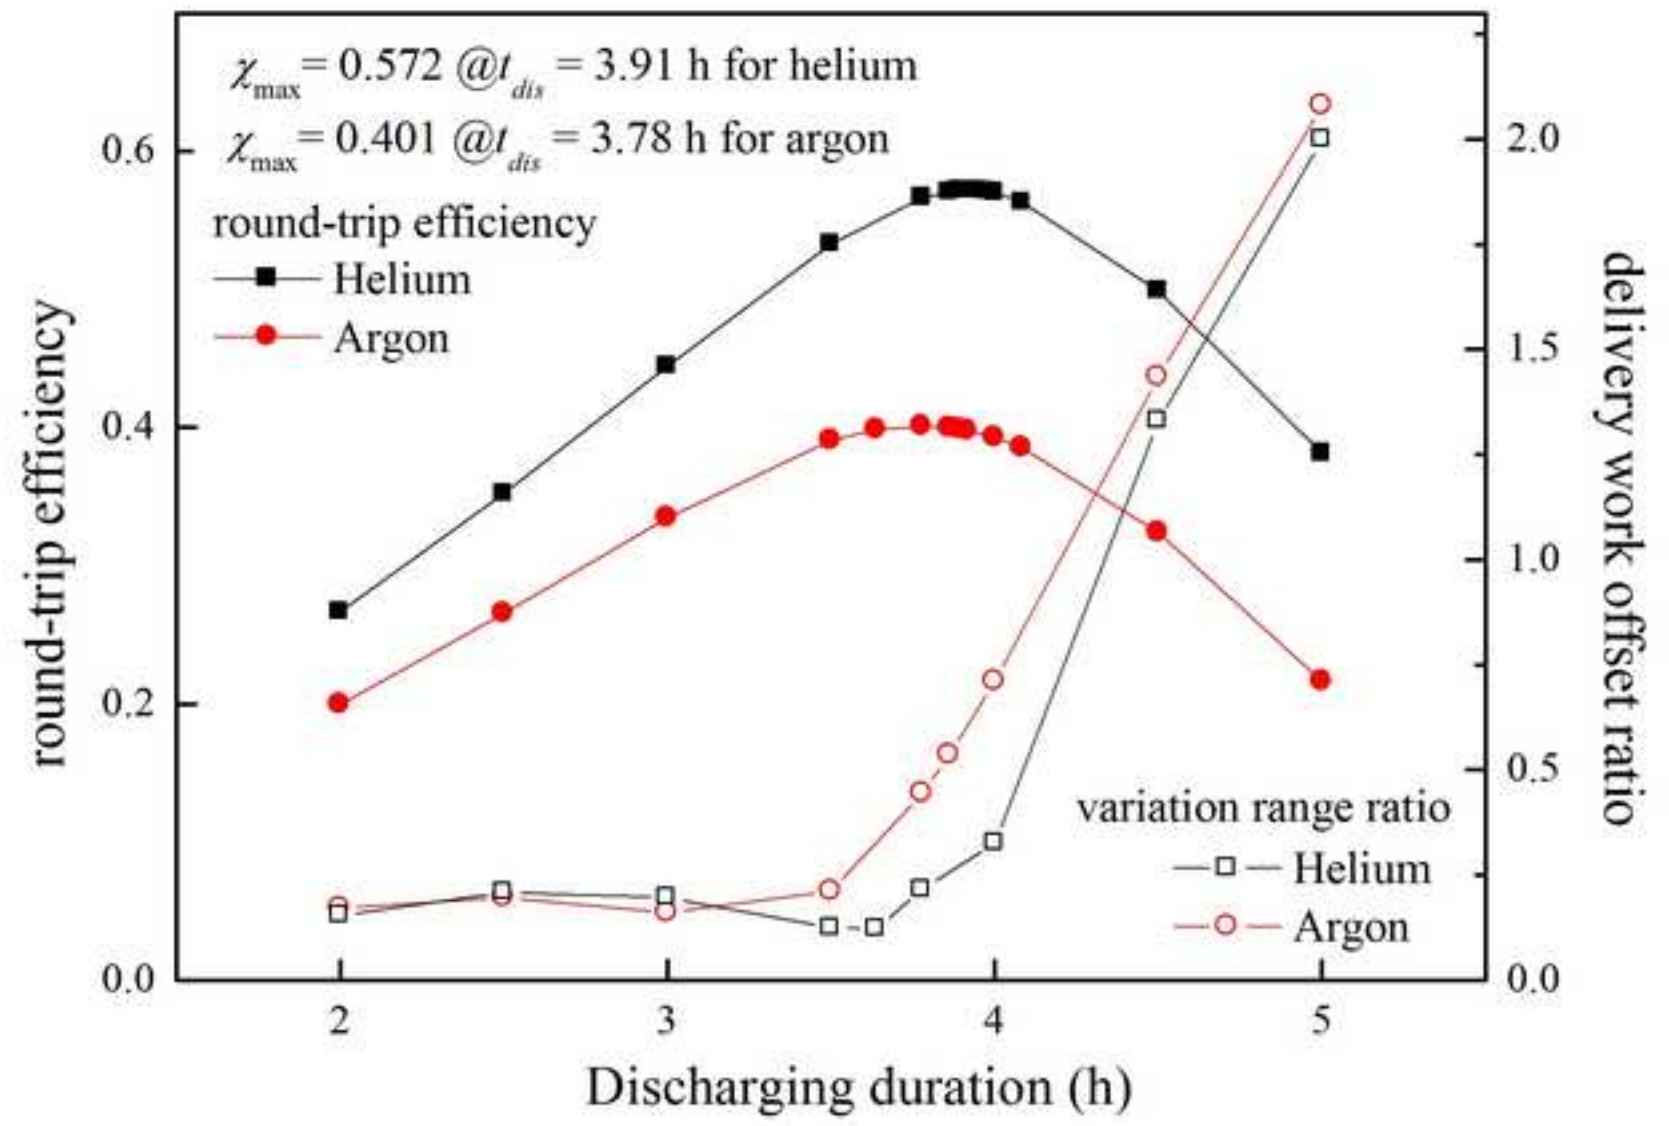 χmax = 0.572 @tdis = 3.91 h for helium
χmax = 0.401 @tdis = 3.78 h for argon
round-trip efficiency
Helium
Argon
variation range ratio
Helium
Argon
round-trip efficiency
0.6
0.4
0.2
0.0
delivery work offset ratio
2.0
1.5
1.0
0.5
0.0
2 3 4 5
Discharging duration (h)